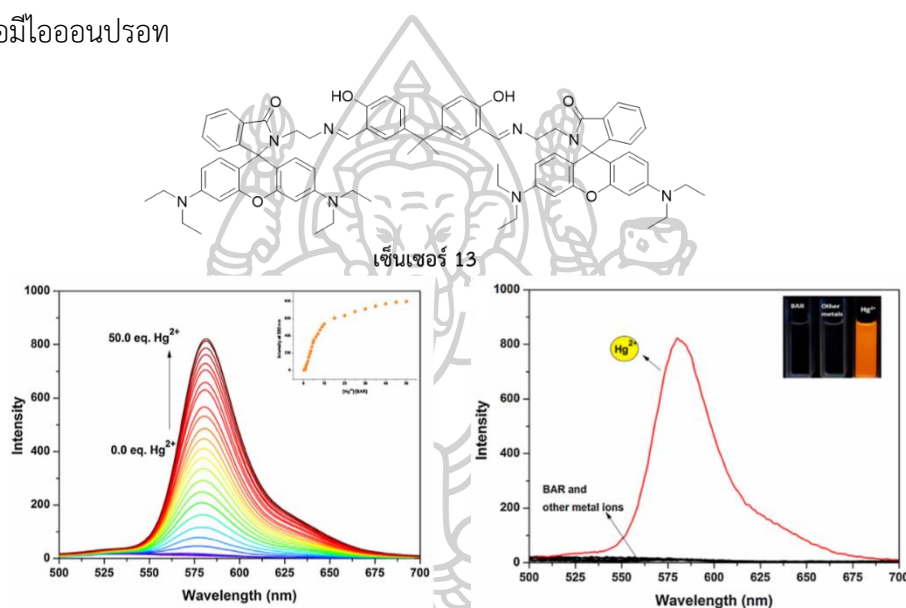 อมีไอออนปรอท
O HO OH O
N N N N
N O N N O N
เซ็นเซอร์ 13
1000
800
600
400
200
0
Intensity
50.0 eq. Hg2+
0.0 eq. Hg2+
500 525 550 575 600 625 650 675 700
Wavelength (nm)
1000
800
600
400
200
0
Intensity
Hg2+
BAR and
other metal ions
BAR Other metals Hg2+
500 525 550 575 600 625 650 675 700
Wavelength (nm)